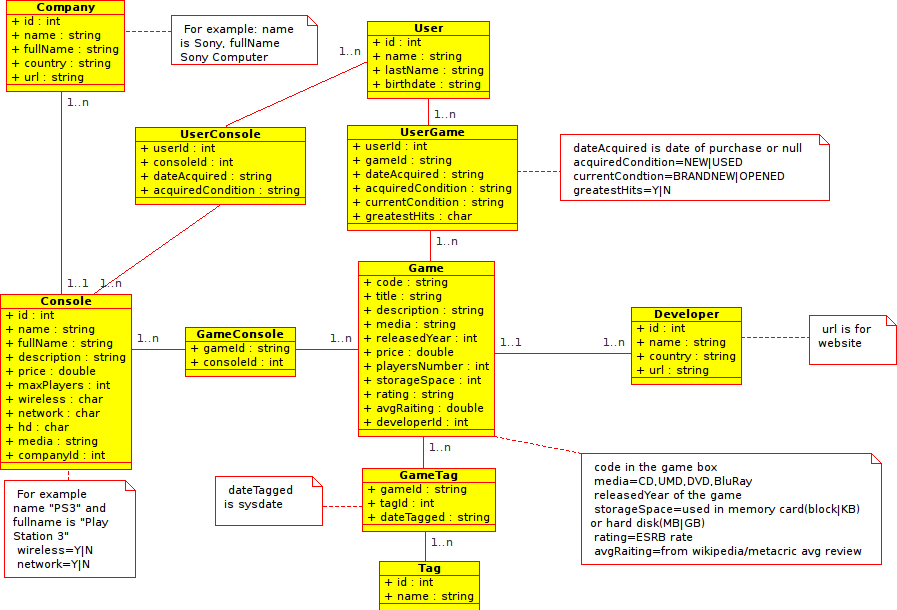 Company
+ id : int
+ name : string
+ fullName : string
+ country : string
+ url : string
For example: name
is Sony, fullName
Sony Computer
User
+ id : int
+ name : string
+ lastName : string
+ birthdate : string
1..n
1..n
1..n
UserConsole
+ userId : int
+ consoleId : int
+ dateAcquired : string
+ acquiredCondition : string
UserGame
+ userId : int
+ gameId : string
+ dateAcquired : string
+ acquiredCondition : string
+ currentCondition : string
+ greatestHits : char
dateAcquired is date of purchase or null
acquiredCondition=NEW|USED
currentCondtion=BRANDNEW|OPENED
greatestHits=Y|N
1..n
1..1
1..n
Console
+ id : int
+ name : string
+ fullName : string
+ description : string
+ price : double
+ maxPlayers : int
+ wireless : char
+ network : char
+ hd : char
+ media : string
+ companyId : int
1..n
GameConsole
+ gameId : string
+ consoleId : int
1..n
Game
+ code : string
+ title : string
+ description : string
+ media : string
+ releasedYear : int
+ price : double
+ playersNumber : int
+ storageSpace : int
+ rating : string
+ avgRaiting : double
+ developerId : int
1..1
1..n
Developer
+ id : int
+ name : string
+ country : string
+ url : string
url is for
website
1..n
For example
name "PS3" and
fullname is "Play
Station 3"
wireless=Y|N
network=Y|N
dateTagged
is sysdate
GameTag
+ gameId : string
+ tagId : int
+ dateTagged : string
code in the game box
media=CD,UMD,DVD,BluRay
releasedYear of the game
storageSpace=used in memory card(block|KB)
or hard disk(MB|GB)
rating=ESRB rate
avgRaiting=from wikipedia/metacric avg review
1..n
Tag
+ id : int
+ name : string